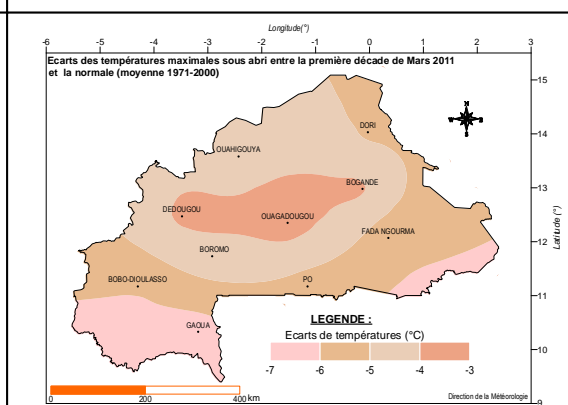 Longitude(°)
-6 -5 -4 -3 -2 -1 0 1 2 3
Ecarts des températures maximales sous abri entre la première décade de Mars 2011
et la normale (moyenne 1971-2000)
15
N
W E
S
DORI
14
OUAHIGOUYA
BOGANDE
13
DEDOUGOU
OUAGADOUGOU
FADA NGOURMA
12
Latitude (°)
BOROMO
BOBO-DIOULASSO
PO
11
LEGENDE :
GAOUA
Ecarts de températures (°C)
10
-7 -6 -5 -4 -3
0 200 400 km
Direction de la Météorologie
9